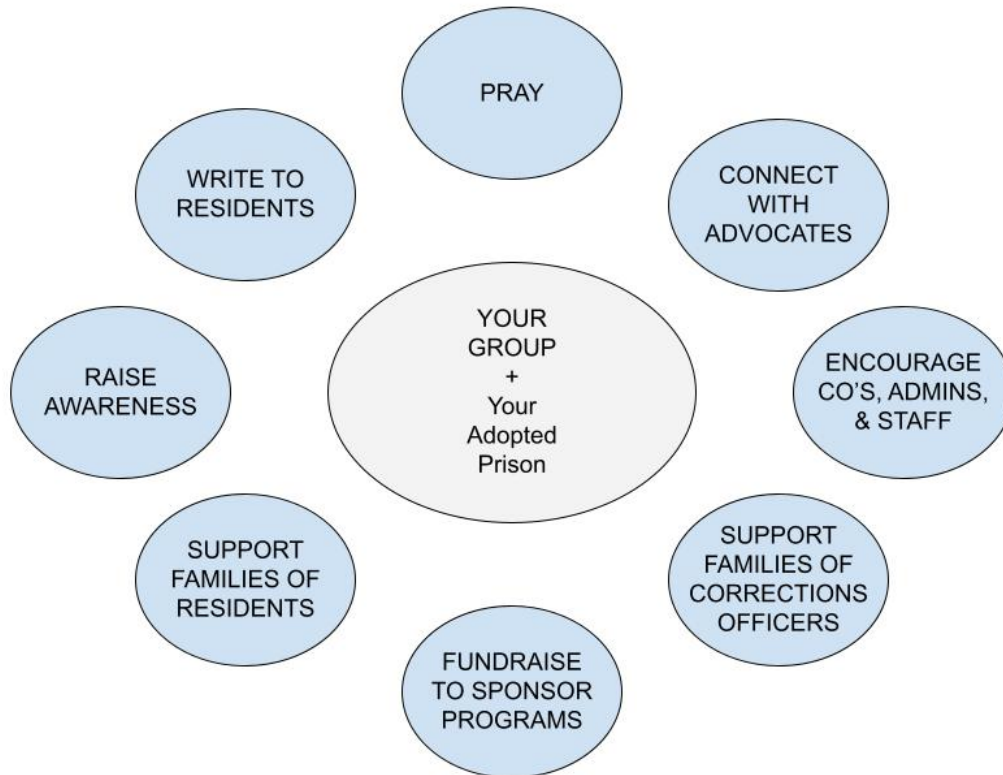 PRAY
CONNECT
WITH
ADVOCATES
ENCOURAGE
CO’S, ADMINS,
& STAFF
SUPPORT
FAMILIES OF
CORRECTIONS
OFFICERS
FUNDRAISE
TO SPONSOR
PROGRAMS
SUPPORT
FAMILIES OF
RESIDENTS
RAISE
AWARENESS
WRITE TO
RESIDENTS
YOUR
GROUP
+
Your
Adopted
Prison